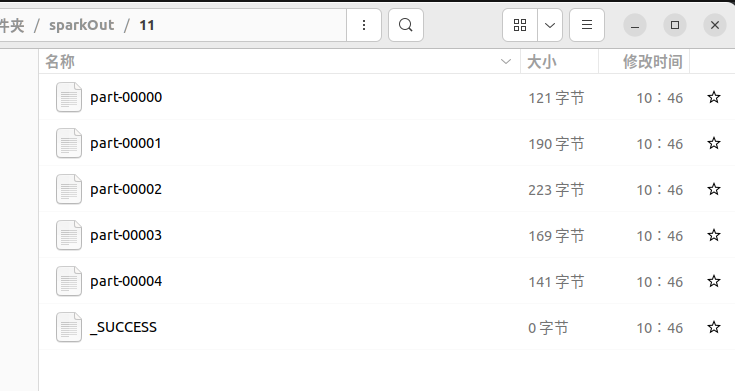 件夹 / sparkOut / 11
名称 大小 修改时间
part-00000 121 字节 10：46
part-00001 190 字节 10：46
part-00002 223 字节 10：46
part-00003 169 字节 10：46
part-00004 141 字节 10：46
_SUCCESS 0 字节 10：46